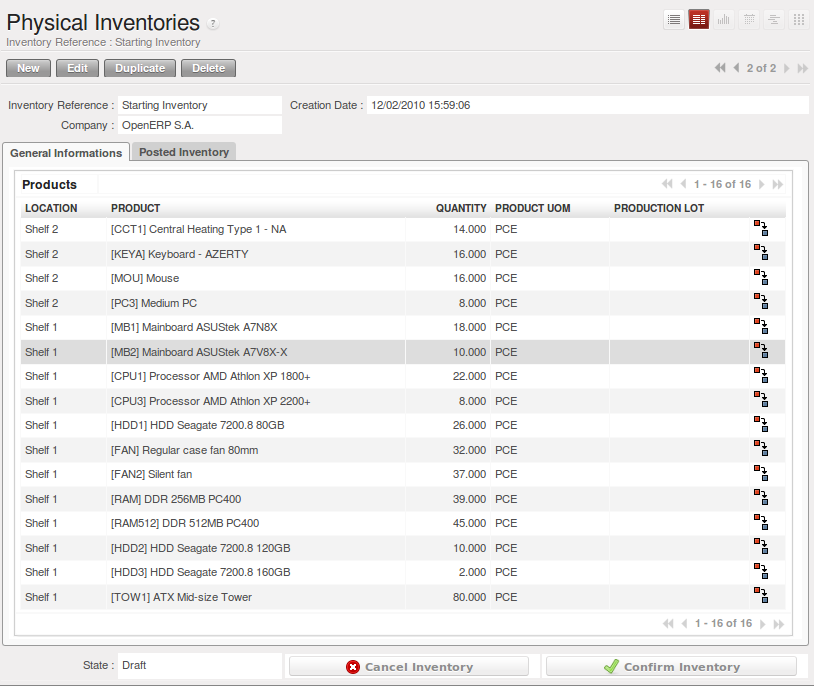 Physical Inventories ?
Inventory Reference : Starting Inventory
New Edit Duplicate Delete 2 of 2
Inventory Reference : Starting Inventory Creation Date : 12/02/2010 15:59:06
Company : OpenERP S.A.
General Informations Posted Inventory
Products 1 - 16 of 16
LOCATION PRODUCT QUANTITY PRODUCT UOM PRODUCTION LOT
Shelf 2 [CCT1] Central Heating Type 1 - NA 14.000 PCE
Shelf 2 [KEYA] Keyboard - AZERTY 16.000 PCE
Shelf 2 [MOU] Mouse 16.000 PCE
Shelf 2 [PC3] Medium PC 8.000 PCE
Shelf 1 [MB1] Mainboard ASUStek A7N8X 18.000 PCE
Shelf 1 [MB2] Mainboard ASUStek A7V8X-X 10.000 PCE
Shelf 1 [CPU1] Processor AMD Athlon XP 1800+ 22.000 PCE
Shelf 1 [CPU3] Processor AMD Athlon XP 2200+ 8.000 PCE
Shelf 1 [HDD1] HDD Seagate 7200.8 80GB 26.000 PCE
Shelf 1 [FAN] Regular case fan 80mm 32.000 PCE
Shelf 1 [FAN2] Silent fan 37.000 PCE
Shelf 1 [RAM] DDR 256MB PC400 39.000 PCE
Shelf 1 [RAM512] DDR 512MB PC400 45.000 PCE
Shelf 1 [HDD2] HDD Seagate 7200.8 120GB 10.000 PCE
Shelf 1 [HDD3] HDD Seagate 7200.8 160GB 2.000 PCE
Shelf 1 [TOW1] ATX Mid-size Tower 80.000 PCE
1 - 16 of 16
State : Draft Cancel Inventory Confirm Inventory